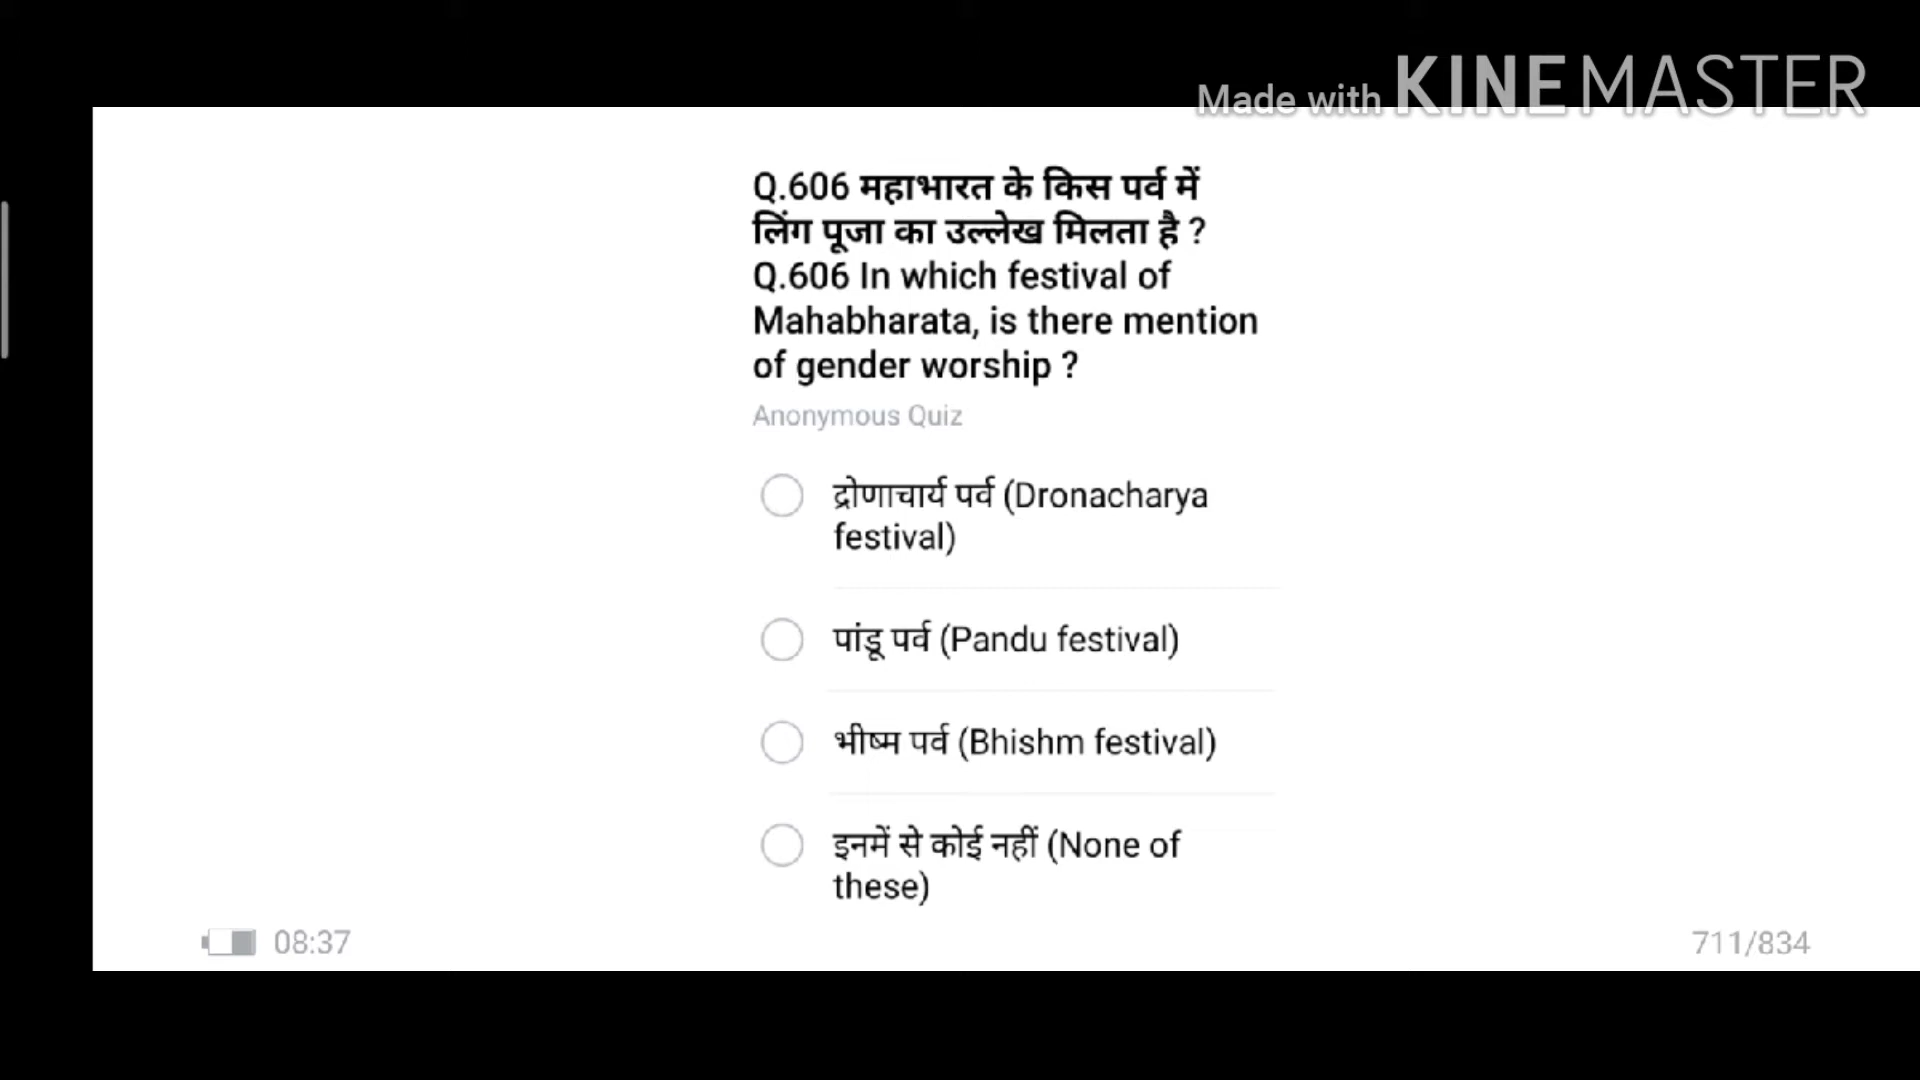 Made with KINEMASTER
Q.606 महाभारत के किस पर्व में
लिंग पूजा का उल्लेख मिलता है ?
Q.606 In which festival of
Mahabharata, is there mention
of gender worship ?
Anonymous Quiz
द्रोणाचार्य पर्व (Dronacharya
festival)
पांडू पर्व (Pandu festival)
भीष्म पर्व (Bhishm festival)
इनमें से कोई नहीं (None of
these)
08:37
711/834